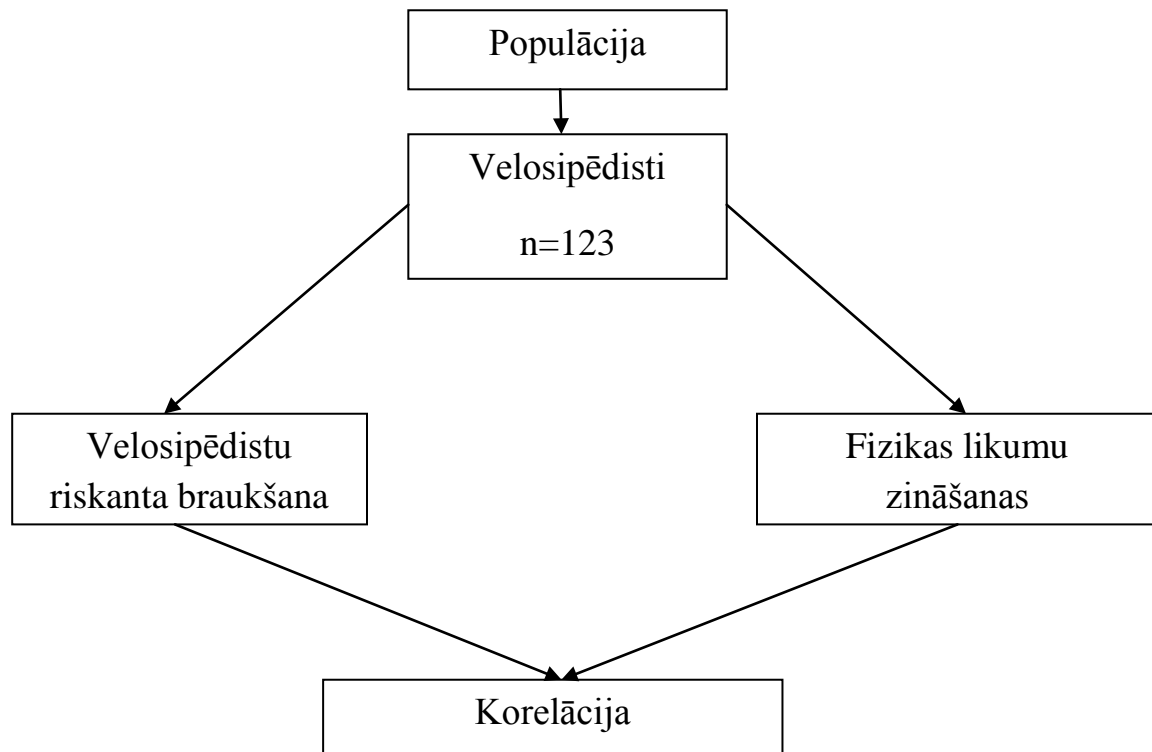 Populācija
Velosipēdisti
n=123
Velosipēdistu
riskanta braukšana
Fizikas likumu
zināšanas
Korelācija